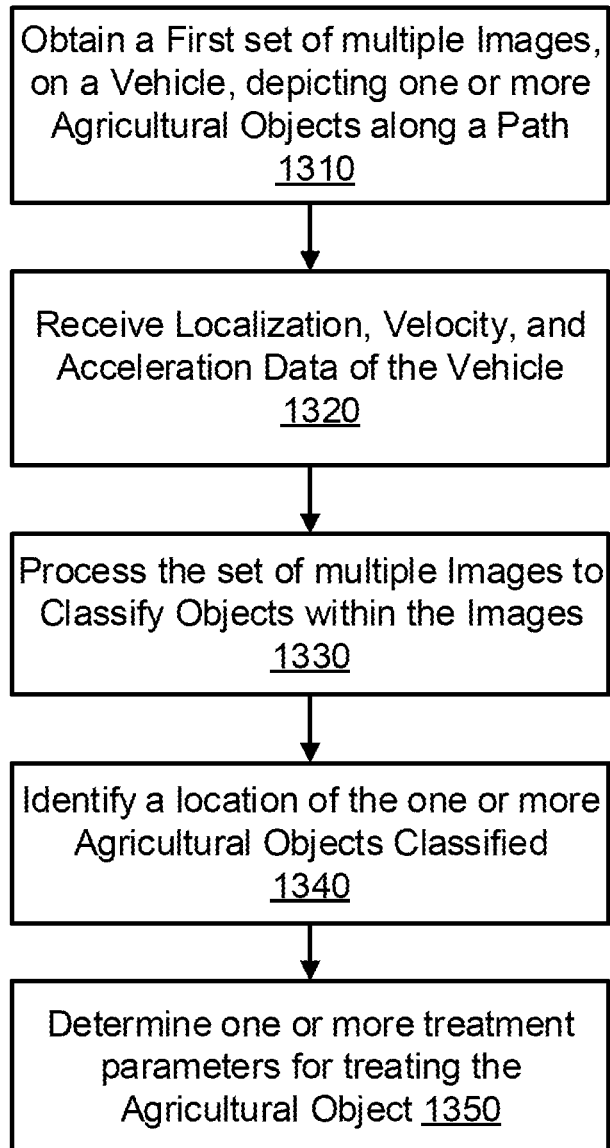 Obtain a First set of multiple Images,
on a Vehicle, depicting one or more
Agricultural Objects along a Path
1310
Receive Localization, Velocity, and
Acceleration Data of the Vehicle
1320
Process the set of multiple Images to
Classify Objects within the Images
1330
Identify a location of the one or more
Agricultural Objects Classified
1340
Determine one or more treatment
parameters for treating the
Agricultural Object 1350